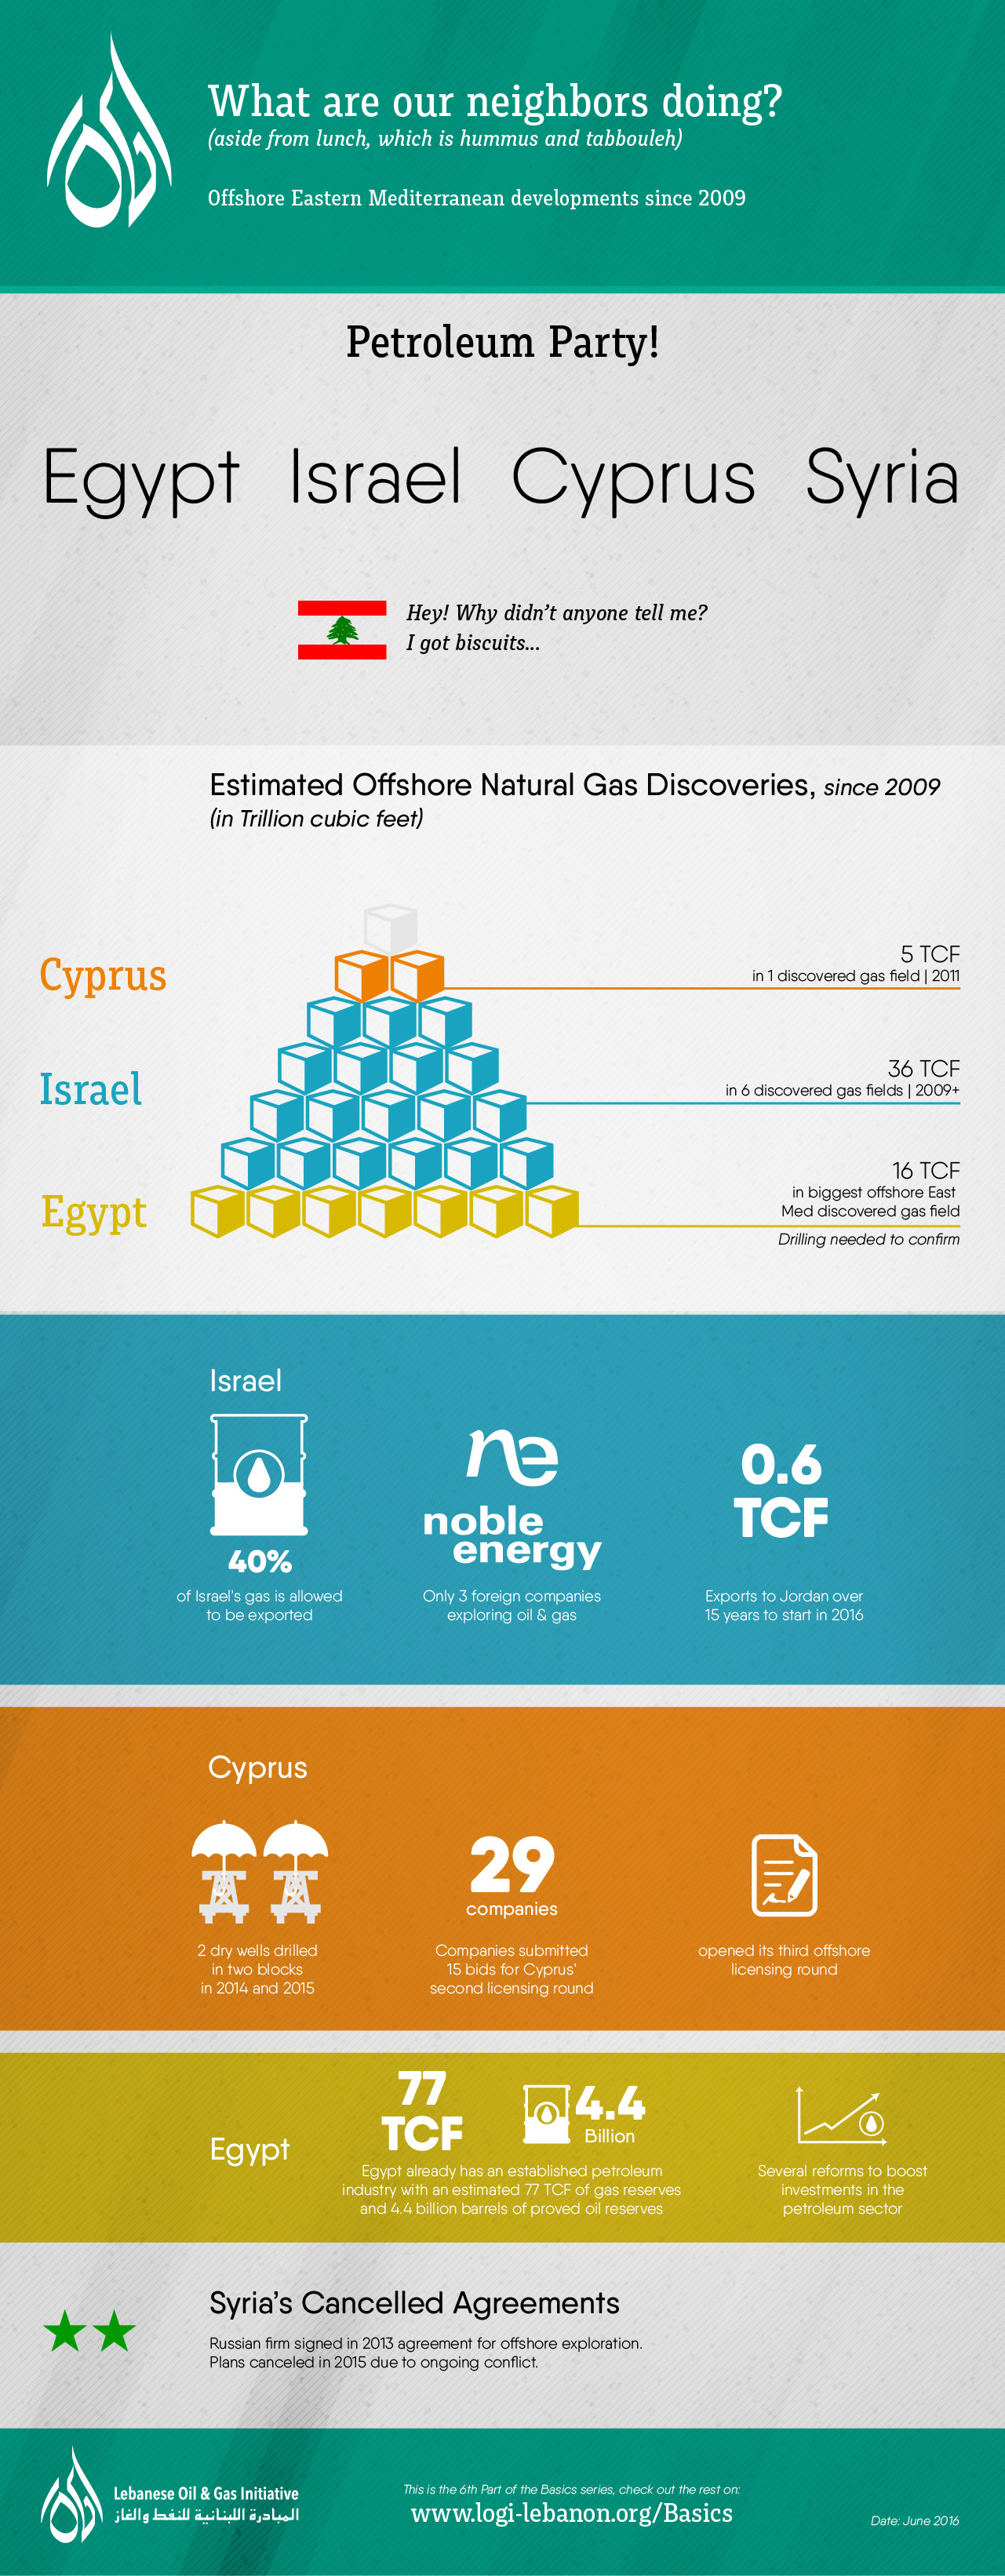 What are our neighbors doing?
(aside from lunch, which is hummus and tabbouleh)
Offshore Eastern Mediterranean developments since 2009
Petroleum Party!
Egypt Israel Cyprus Syria
Hey! Why didn't anyone tell me?
I got biscuits...
Estimated Offshore Natural Gas Discoveries, since 2009
(in Trillion cubic feet)
Cyprus
5 TCF
in 1 discovered gas field | 2011
Israel
36 TCF
in 6 discovered gas fields | 2009+
Egypt
16 TCF
in biggest offshore East
Med discovered gas field
Drilling needed to confirm
Israel
40%
of Israel's gas is allowed
to be exported
ne
noble
energy
Only 3 foreign companies
exploring oil & gas
0.6
TCF
Exports to Jordan over
15 years to start in 2016
Cyprus
2 dry wells drilled
in two blocks
in 2014 and 2015
29
companies
Companies submitted
15 bids for Cyprus'
second licensing round
opened its third offshore
licensing round
Egypt
77
TCF
4.4
Billion
Egypt already has an established petroleum
industry with an estimated 77 TCF of gas reserves
and 4.4 billion barrels of proved oil reserves
Several reforms to boost
investments in the
petroleum sector
Syria's Cancelled Agreements
Russian firm signed in 2013 agreement for offshore exploration.
Plans canceled in 2015 due to ongoing conflict.
Lebanese Oil & Gas Initiative
المبادرة اللبنانية للنفط والغاز
This is the 6th Part of the Basics series, check out the rest on:
www.logi-lebanon.org/Basics
Date: June 2016